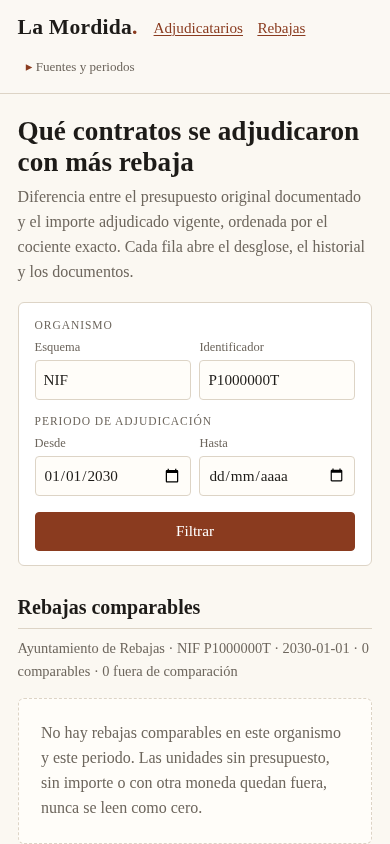 La Mordida. Adjudicatarios Rebajas
▸ Fuentes y periodos
Qué contratos se adjudicaron
con más rebaja
Diferencia entre el presupuesto original documentado
y el importe adjudicado vigente, ordenada por el
cociente exacto. Cada fila abre el desglose, el historial
y los documentos.
ORGANISMO
Esquema Identificador
NIF P1000000T
PERIODO DE ADJUDICACIÓN
Desde Hasta
01/01/2030 dd/mm/aaaa
Filtrar
Rebajas comparables
Ayuntamiento de Rebajas · NIF P1000000T · 2030-01-01 · 0
comparables · 0 fuera de comparación
No hay rebajas comparables en este organismo
y este periodo. Las unidades sin presupuesto,
sin importe o con otra moneda quedan fuera,
nunca se leen como cero.